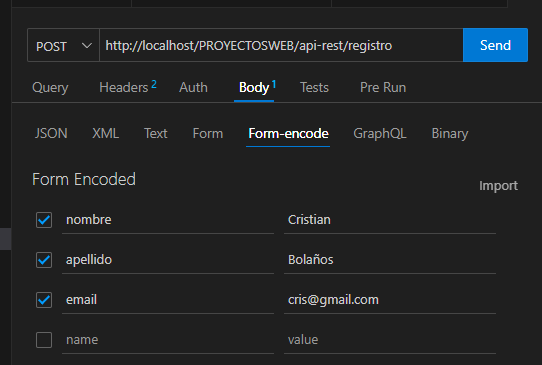 POST http://localhost/PROYECTOSWEB/api-rest/registro Send
Query Headers 2 Auth Body 1 Tests Pre Run
JSON XML Text Form Form-encode GraphQL Binary
Form Encoded
Import
nombre Cristian
apellido Bolaños
email cris@gmail.com
name value